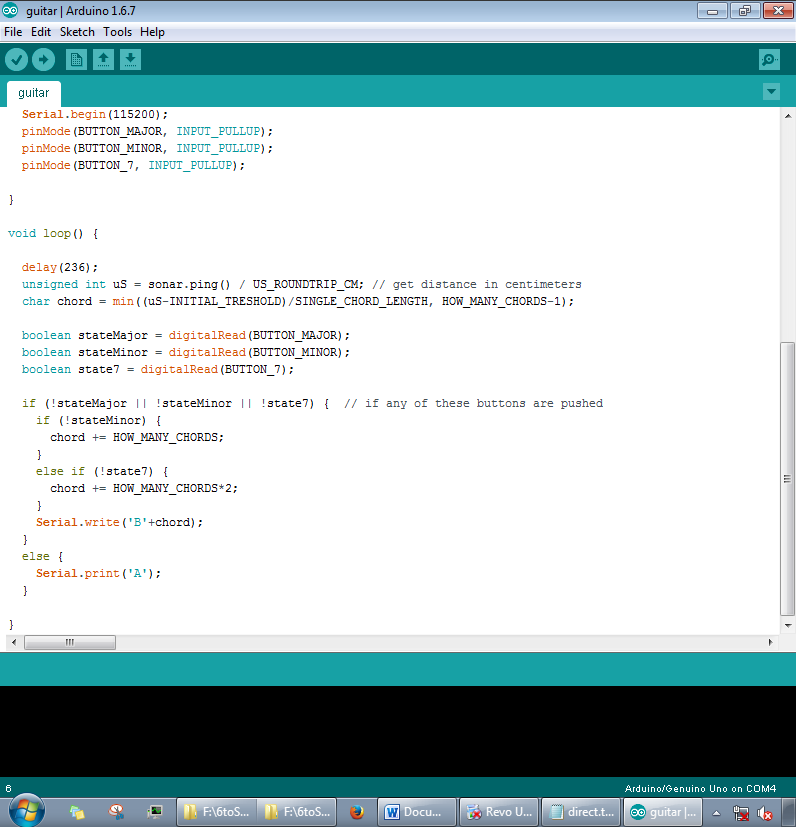 guitar | Arduino 1.6.7
File Edit Sketch Tools Help
guitar
Serial.begin(115200);
pinMode(BUTTON_MAJOR, INPUT_PULLUP);
pinMode(BUTTON_MINOR, INPUT_PULLUP);
pinMode(BUTTON_7, INPUT_PULLUP);
}
void loop() {
delay(236);
unsigned int uS = sonar.ping() / US_ROUNDTRIP_CM; // get distance in centimeters
char chord = min((uS-INITIAL_TRESHOLD)/SINGLE_CHORD_LENGTH, HOW_MANY_CHORDS-1);
boolean stateMajor = digitalRead(BUTTON_MAJOR);
boolean stateMinor = digitalRead(BUTTON_MINOR);
boolean state7 = digitalRead(BUTTON_7);
if (!stateMajor || !stateMinor || !state7) { // if any of these buttons are pushed
if (!stateMinor) {
chord += HOW_MANY_CHORDS;
}
else if (!state7) {
chord += HOW_MANY_CHORDS*2;
}
Serial.write('B'+chord);
}
else {
Serial.print('A');
}
}
6
Arduino/Genuino Uno on COM4
F:\6toS... F:\6toS... Docu... Revo U... direct.t... guitar |...